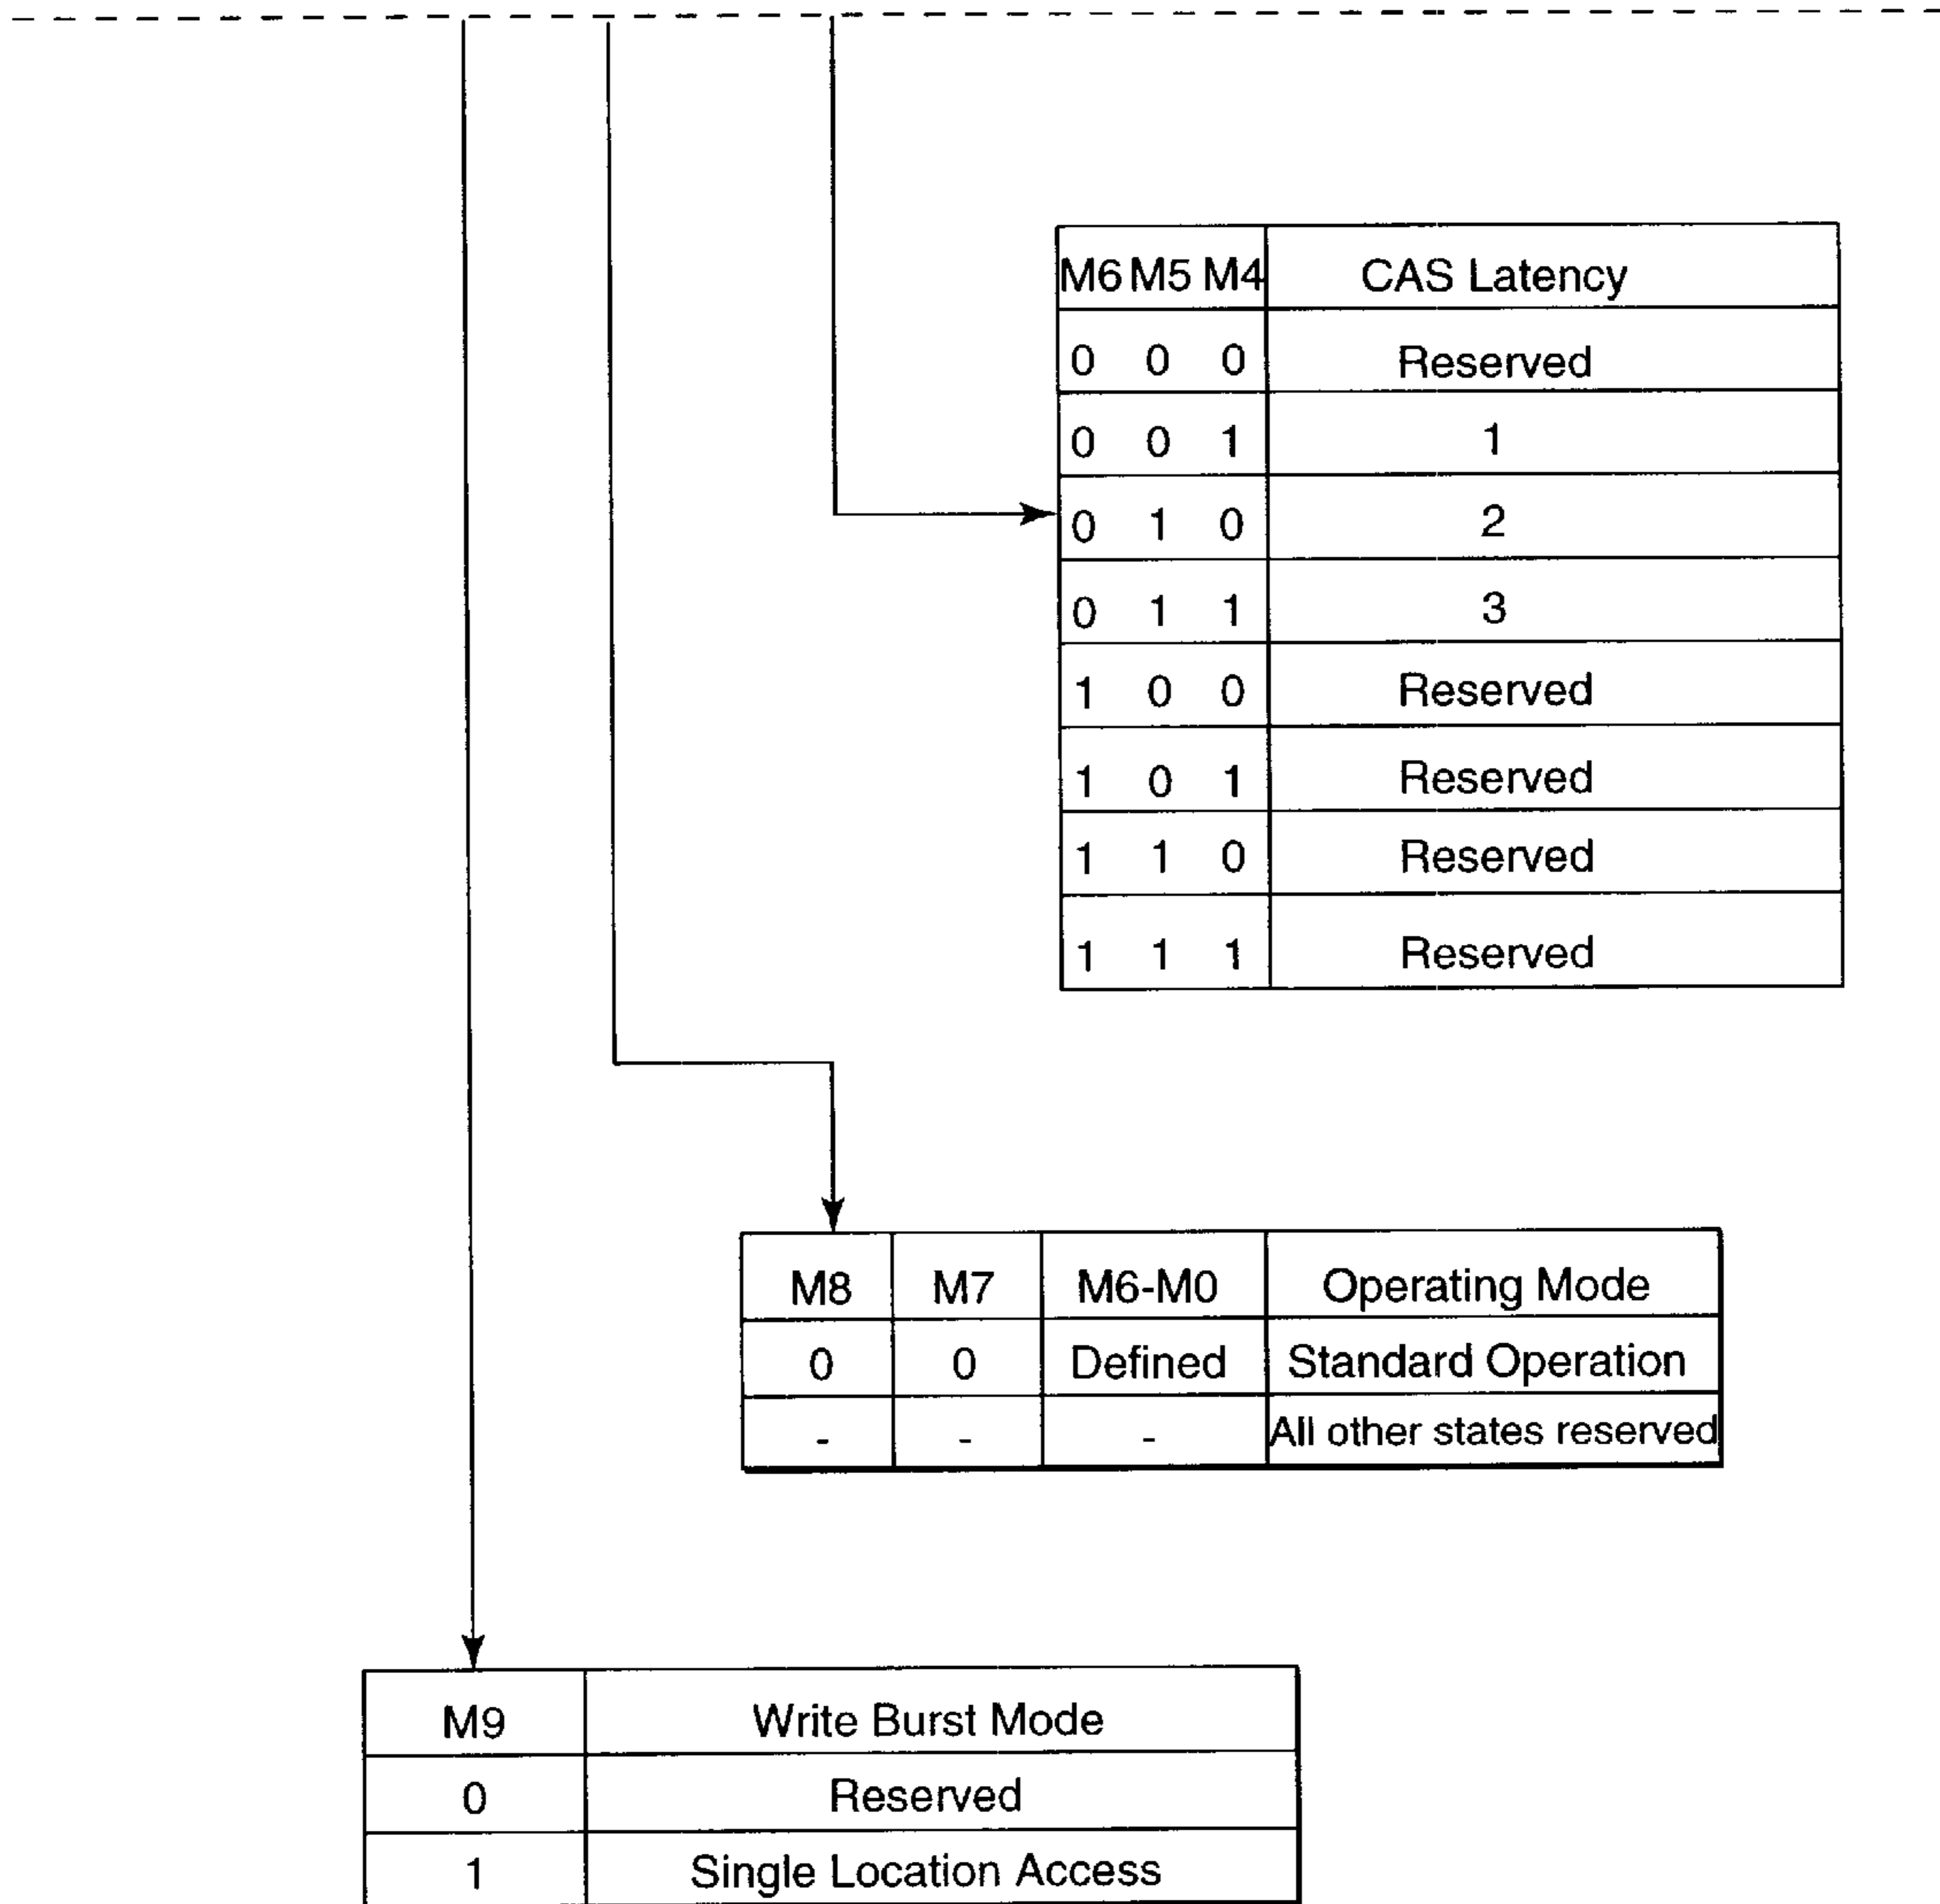 M6 M5 M4 CAS Latency
0 0 0 Reserved
0 0 1 1
0 1 0 2
0 1 1 3
1 0 0 Reserved
1 0 1 Reserved
1 1 0 Reserved
1 1 1 Reserved
M8 M7 M6-M0 Operating Mode
0 0 Defined Standard Operation
- - - All other states reserved
M9 Write Burst Mode
0 Reserved
1 Single Location Access